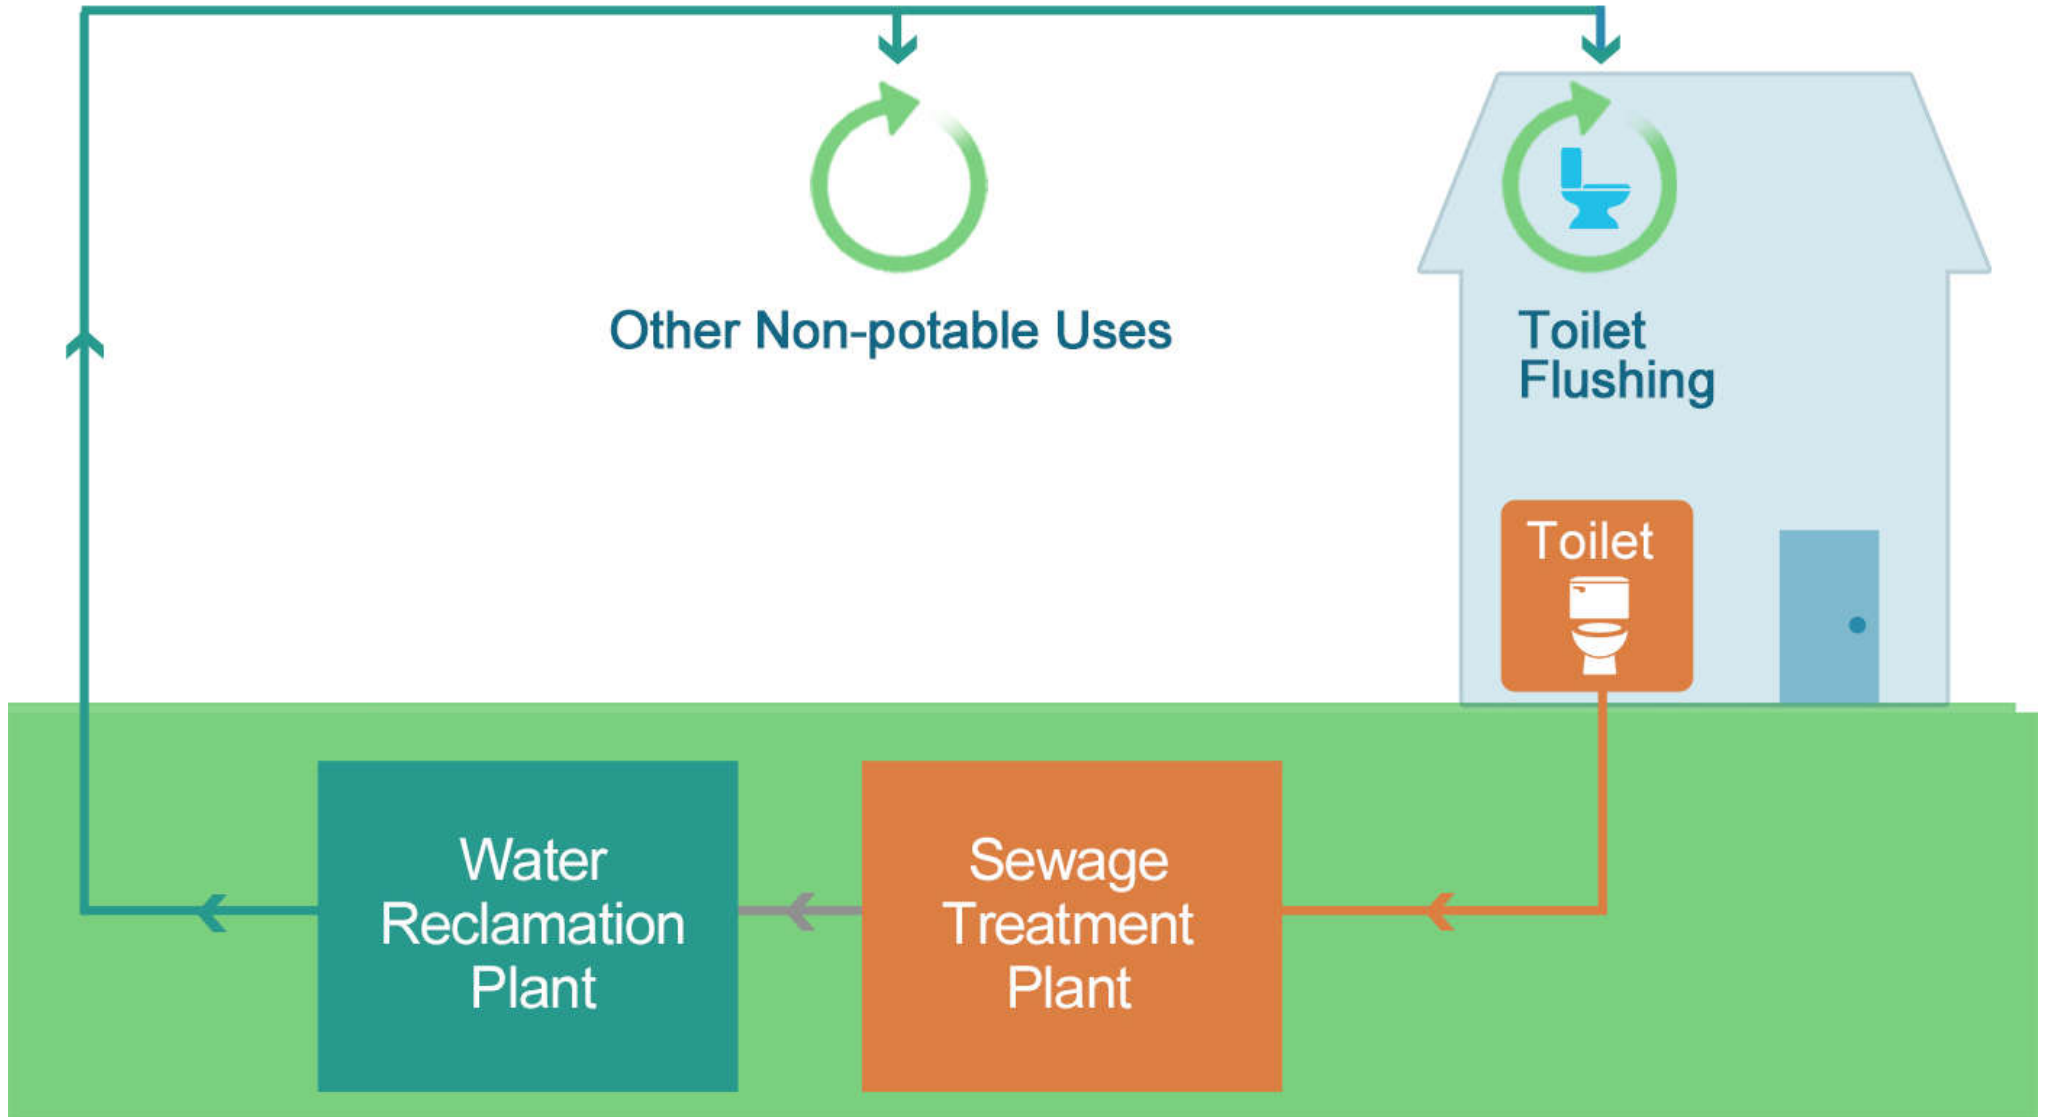 Other Non-potable Uses
Toilet
Flushing
Toilet
Water
Reclamation
Plant
Sewage
Treatment
Plant